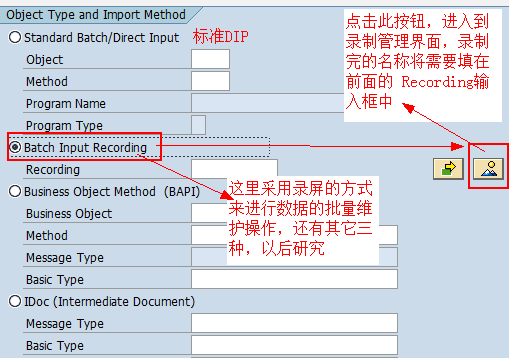 Object Type and Import Method
Standard Batch/Direct Input 标准DIP
Object
Method
Program Name
Program Type
Batch Input Recording
Recording
Business Object Method (BAPI)
Business Object
Method
Message Type
Basic Type
IDoc (Intermediate Document)
Message Type
Basic Type
点击此按钮，进入到
录制管理界面，录制
完的名称将需要填在
前面的 Recording输
入框中
这里采用录屏的方式
来进行数据的批量维
护操作，还有其它三
种，以后研究